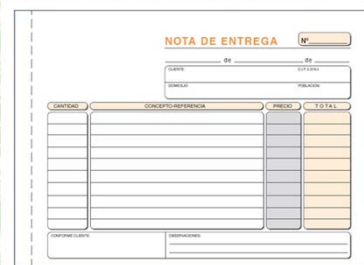 NOTA DE ENTREGA Nº
de de
CLIENTE: C.I.F. ó D.N.I.
DOMICILIO POBLACIÓN
CANTIDAD CONCEPTO-REFERENCIA PRECIO TOTAL
CONFORME CLIENTE: OBSERVACIONES: